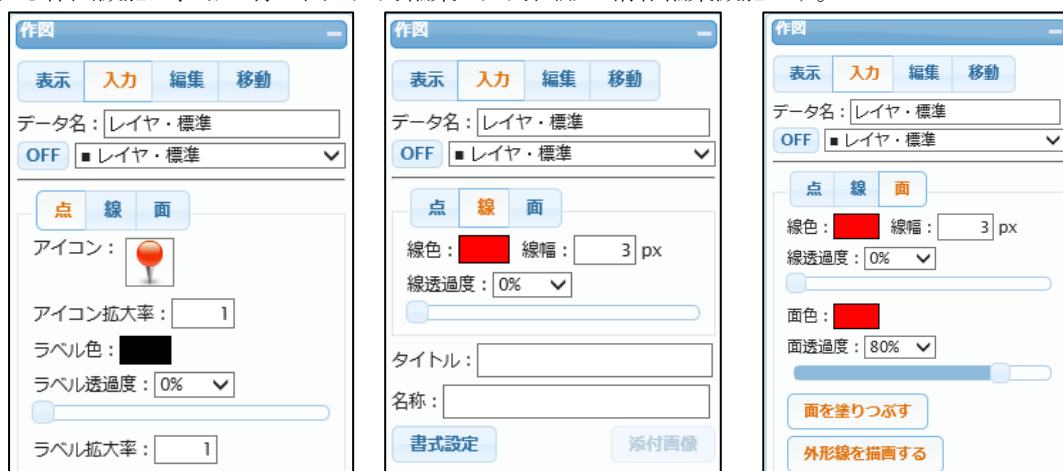 作図
表示 入力 編集 移動
データ名：レイヤ・標準
OFF ■ レイヤ・標準
点 線 面
アイコン：
アイコン拡大率： 1
ラベル色：
ラベル透過度： 0%
ラベル拡大率： 1
作図
表示 入力 編集 移動
データ名：レイヤ・標準
OFF ■ レイヤ・標準
点 線 面
線色： 線幅： 3 px
線透過度： 0%
タイトル：
名称：
書式設定 添付画像
作図
表示 入力 編集 移動
データ名：レイヤ・標準
OFF ■ レイヤ・標準
点 線 面
線色： 線幅： 3 px
線透過度： 0%
面色：
面透過度： 80%
面を塗りつぶす
外形線を描画する